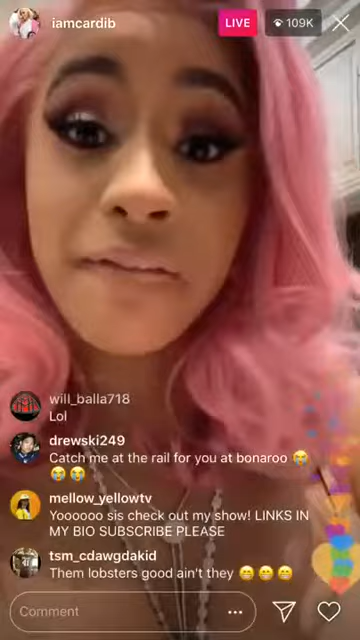 iamcardib
LIVE
109K
will_balla718
Lol
drewski249
Catch me at the rail for you at bonaroo 😭
😭😭
mellow_yellowtv
Yoooooo sis check out my show! LINKS IN
MY BIO SUBSCRIBE PLEASE
tsm_cdawgdakid
Them lobsters good ain't they 😁😁😁
Comment